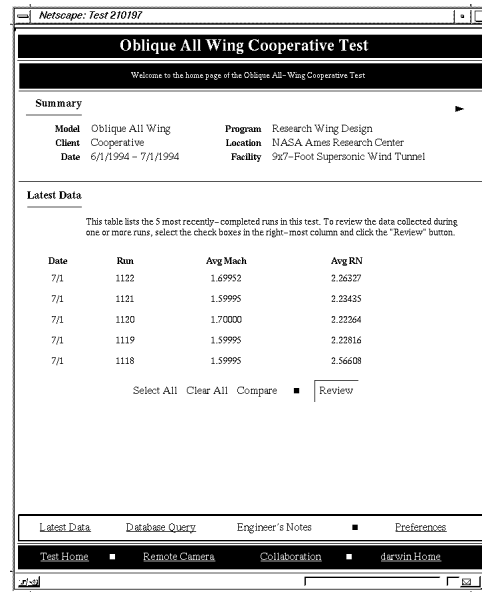 Netscape: Test 210197
Oblique All Wing Cooperative Test
Welcome to the home page of the Oblique All-Wing Cooperative Test
Summary
Model Oblique All Wing Program Research Wing Design
Client Cooperative Location NASA Ames Research Center
Date 6/1/1994 - 7/1/1994 Facility 9x7-Foot Supersonic Wind Tunnel
Latest Data
This table lists the 5 most recently-completed runs in this test. To review the data collected during
one or more runs, select the check boxes in the right-most column and click the "Review" button.
Date Run Avg Mach Avg RN
7/1 1122 1.69952 2.26327
7/1 1121 1.59995 2.23435
7/1 1120 1.70000 2.22264
7/1 1119 1.59995 2.22816
7/1 1118 1.59995 2.56608
Select All Clear All Compare Review
Latest Data Database Query Engineer's Notes Preferences
Test Home Remote Camera Collaboration darwin Home